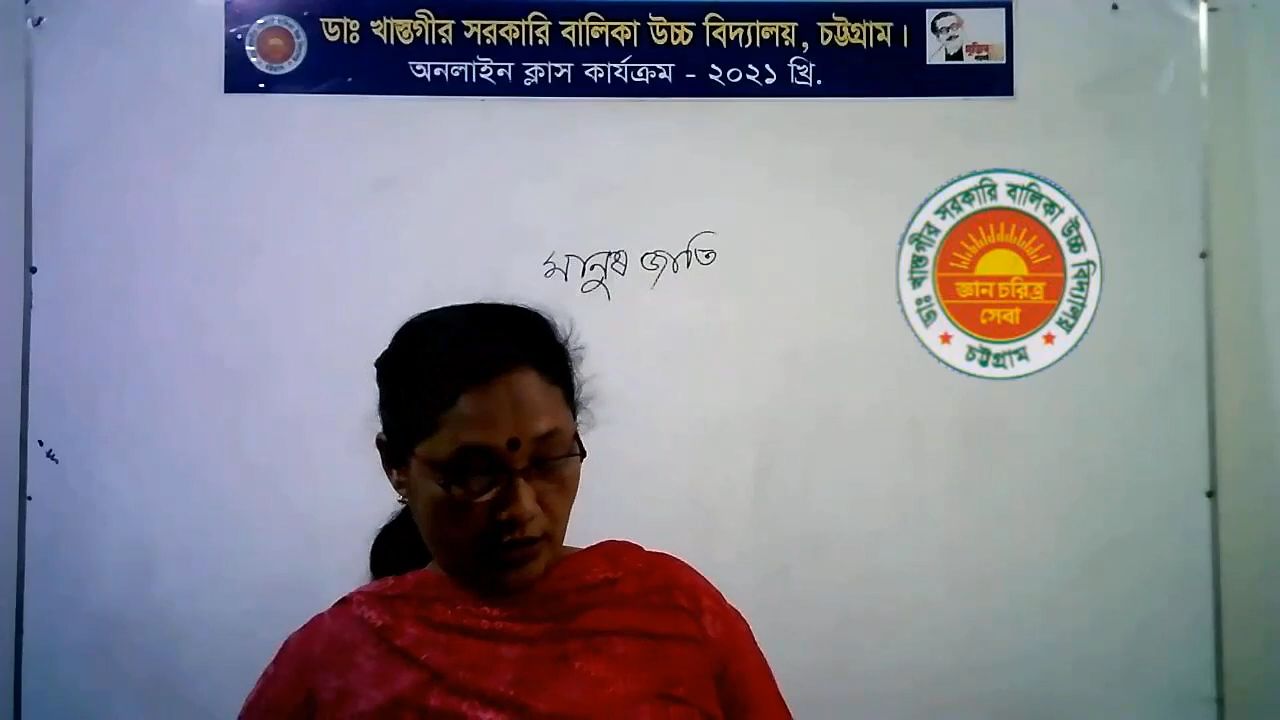 ডাঃ খাস্তগীর সরকারি বালিকা উচ্চ বিদ্যালয়, চট্টগ্রাম।
অনলাইন ক্লাস কার্যক্রম - ২০২১ খ্রি.
মানুষ জাতি
ডাঃ খাস্তগীর সরকারি বালিকা উচ্চ বিদ্যালয়
জ্ঞান চরিত্র
সেবা
চট্টগ্রাম